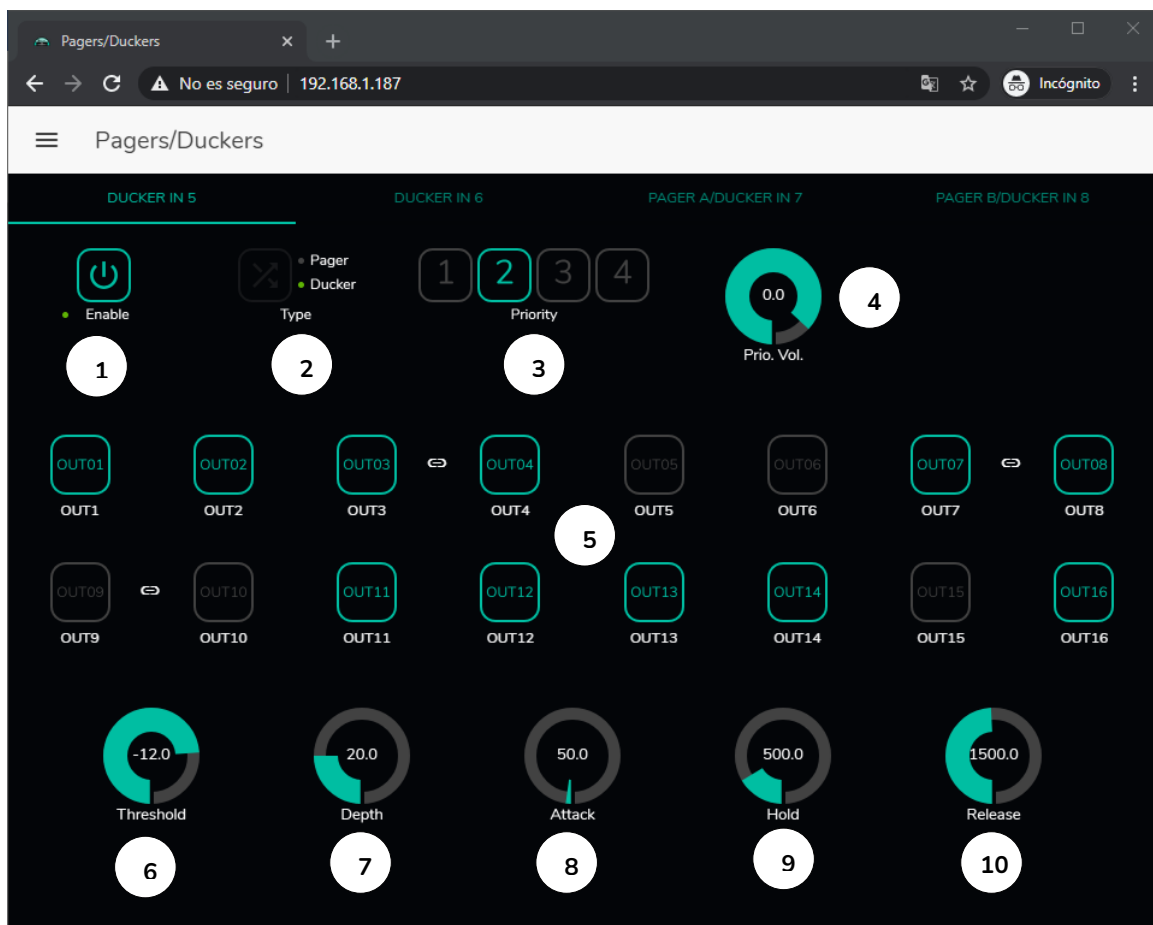 Pagers/Duckers
No es seguro 192.168.1.187 Incógnito
Pagers/Duckers
DUCKER IN 5 DUCKER IN 6 PAGER A/DUCKER IN 7 PAGER B/DUCKER IN 8
Pager
Ducker
1 2 3 4
0.0
4
Enable Type Priority
Prio. Vol.
1 2 3
OUT01 OUT02 OUT03 OUT04 OUT05 OUT06 OUT07 OUT08
OUT1 OUT2 OUT3 OUT4 OUT5 OUT6 OUT7 OUT8
5
OUT09 OUT10 OUT11 OUT12 OUT13 OUT14 OUT15 OUT16
OUT9 OUT10 OUT11 OUT12 OUT13 OUT14 OUT15 OUT16
-12.0 20.0 50.0 500.0 1500.0
Threshold Depth Attack Hold Release
6 7 8 9 10